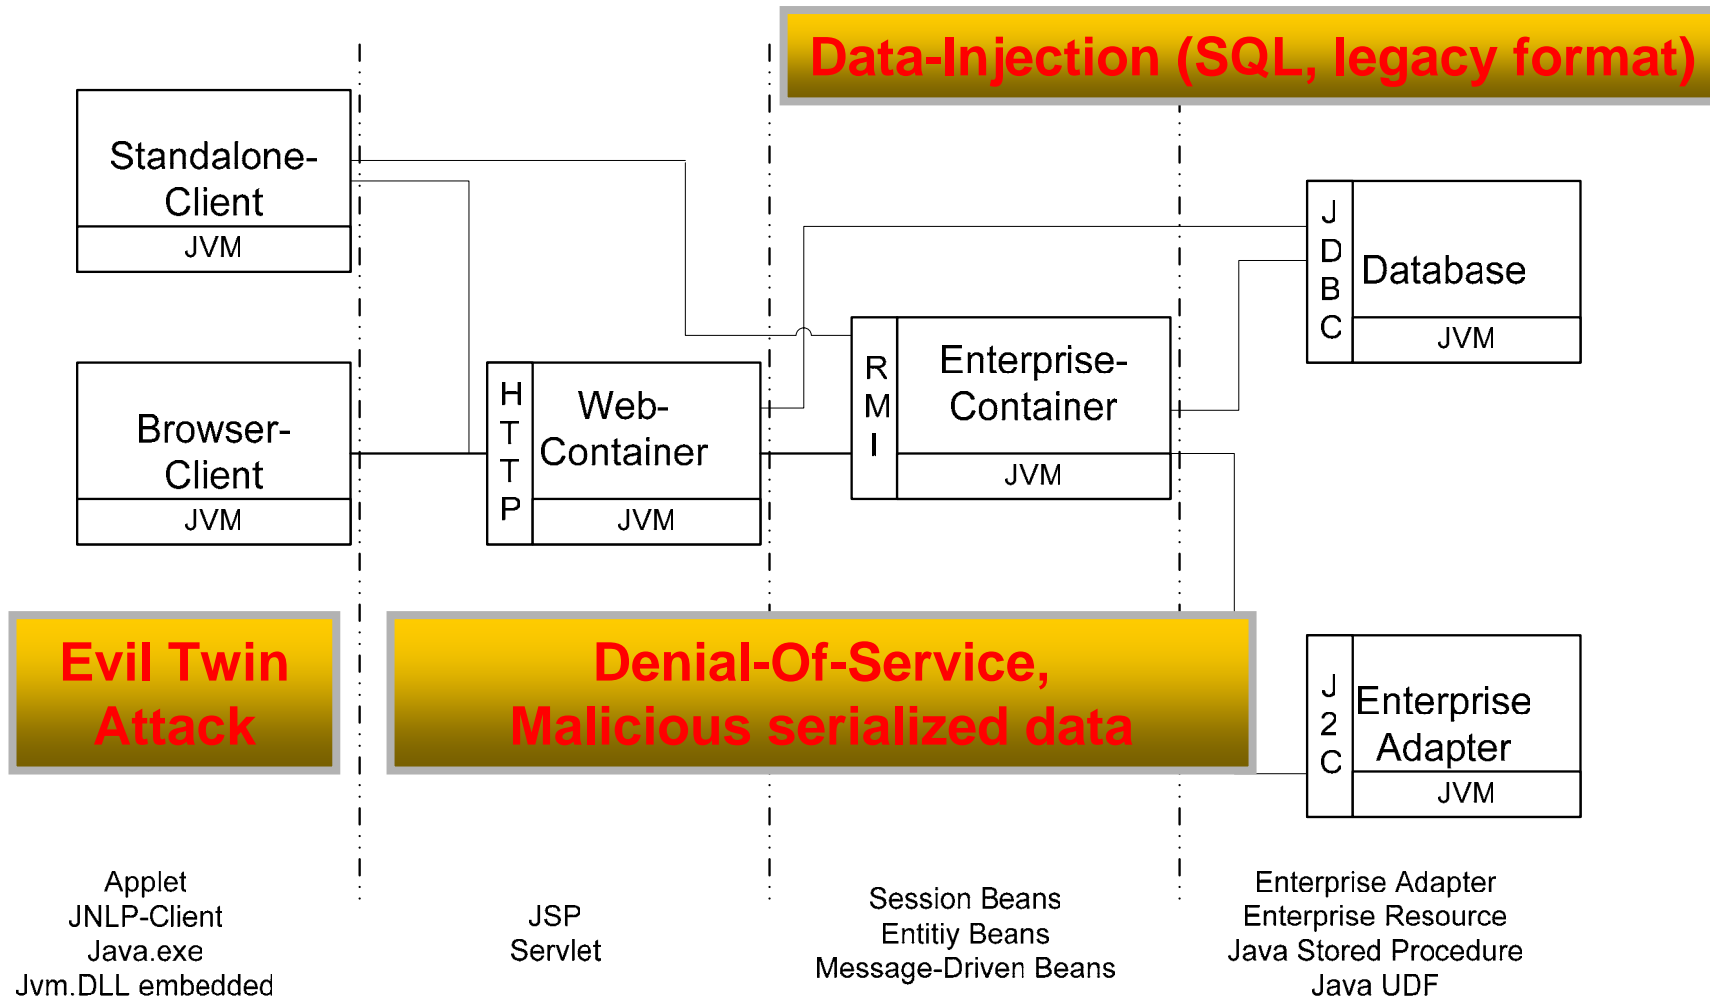 Data-Injection (SQL, legacy format)
Standalone-
Client
JVM
J
D
B
C
Database
JVM
R
M
I
Enterprise-
Container
JVM
H
T
T
P
Web-
Container
JVM
Browser-
Client
JVM
Evil Twin
Attack
Denial-Of-Service,
Malicious serialized data
J
2
C
Enterprise
Adapter
JVM
Applet
JNLP-Client
Java.exe
Jvm.DLL embedded
JSP
Servlet
Session Beans
Entitiy Beans
Message-Driven Beans
Enterprise Adapter
Enterprise Resource
Java Stored Procedure
Java UDF